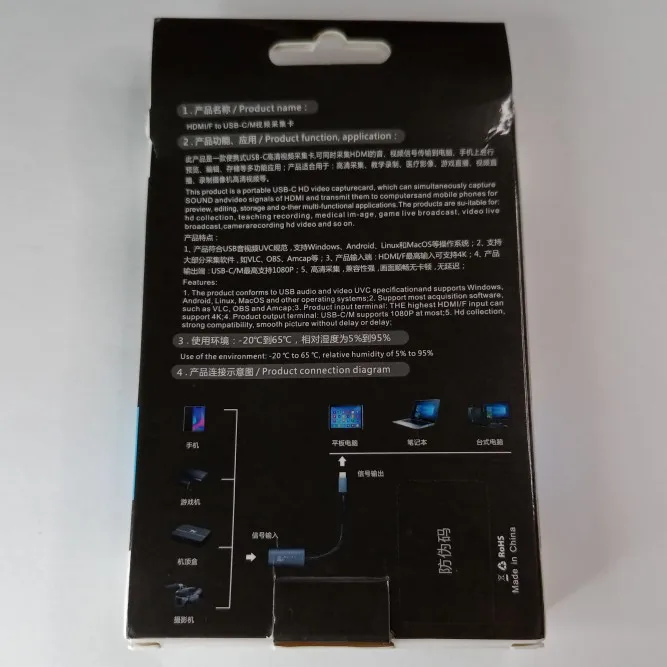 1．产品名称 / Product name：
HDMI/F to USB-C/M视频采集卡
2．产品功能、应用 / Product function, application：
此产品是一款便携式USB-C高清视频采集卡,可同时采集HDMI的音、视频信号传输到电脑、手机上进行
预览、编辑、存储等多功能应用；产品适合用于：高清采集、教学录制、医疗影像、游戏直播、视频直
播、录制摄像机高清视频等。
This product is a portable USB-C HD video capturecard, which can simultaneously capture
SOUND andvideo signals of HDMI and transmit them to computersand mobile phones for
preview, editing, storage and o-ther multi-functional applications.The products are su-itable for:
hd collection, teaching recording, medical im-age, game live broadcast, video live
broadcast,camerarecording hd video and so on.
产品特点：
1、产品符合USB音视频UVC规范，支持Windows、Android、Linux和MacOS等操作系统；2、支持
大部分采集软件，如VLC、OBS、Amcap等；3、产品输入端：HDMI/F最高输入可支持4K；4、产品
输出端：USB-C/M最高支持1080P；5、高清采集，兼容性强，画面顺畅无卡顿，无延迟；
Features:
1. The product conforms to USB audio and video UVC specificationand supports Windows,
Android, Linux, MacOS and other operating systems;2. Support most acquisition software,
such as VLC, OBS and Amcap;3. Product input terminal: THE highest HDMI/F input can
support 4K;4. Product output terminal: USB-C/M supports 1080P at most;5. Hd collection,
strong compatibility, smooth picture without delay or delay;
3．使用环境：-20℃到65℃，相对湿度为5%到95%
Use of the environment: -20 ℃ to 65 ℃, relative humidity of 5% to 95%
4．产品连接示意图 / Product connection diagram
手机
游戏机
机顶盒
摄影机
信号输入
信号输出
平板电脑
笔记本
台式电脑
防伪码
RoHS
Made in China